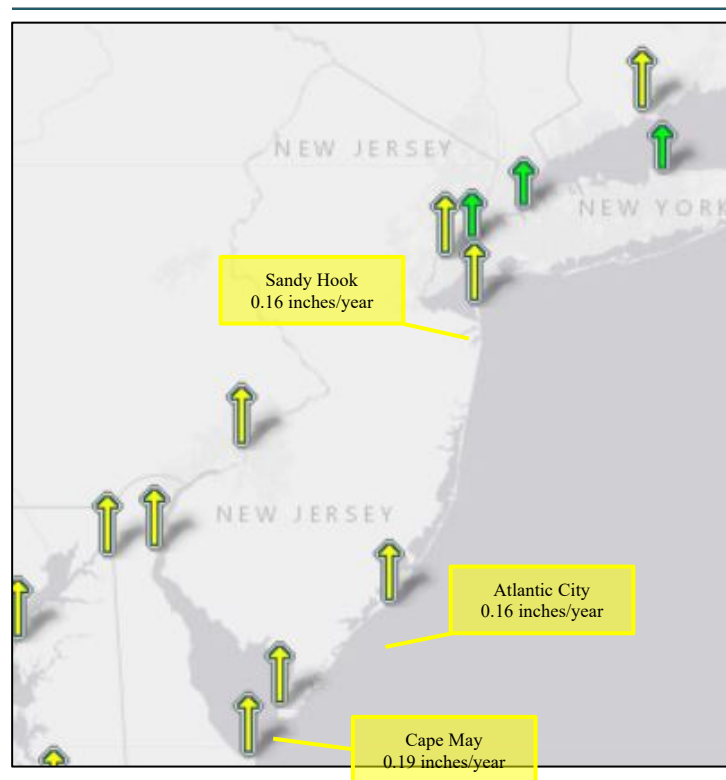 NEW JERSEY
NEW YORK
Sandy Hook
0.16 inches/year
NEW JERSEY
Atlantic City
0.16 inches/year
Cape May
0.19 inches/year